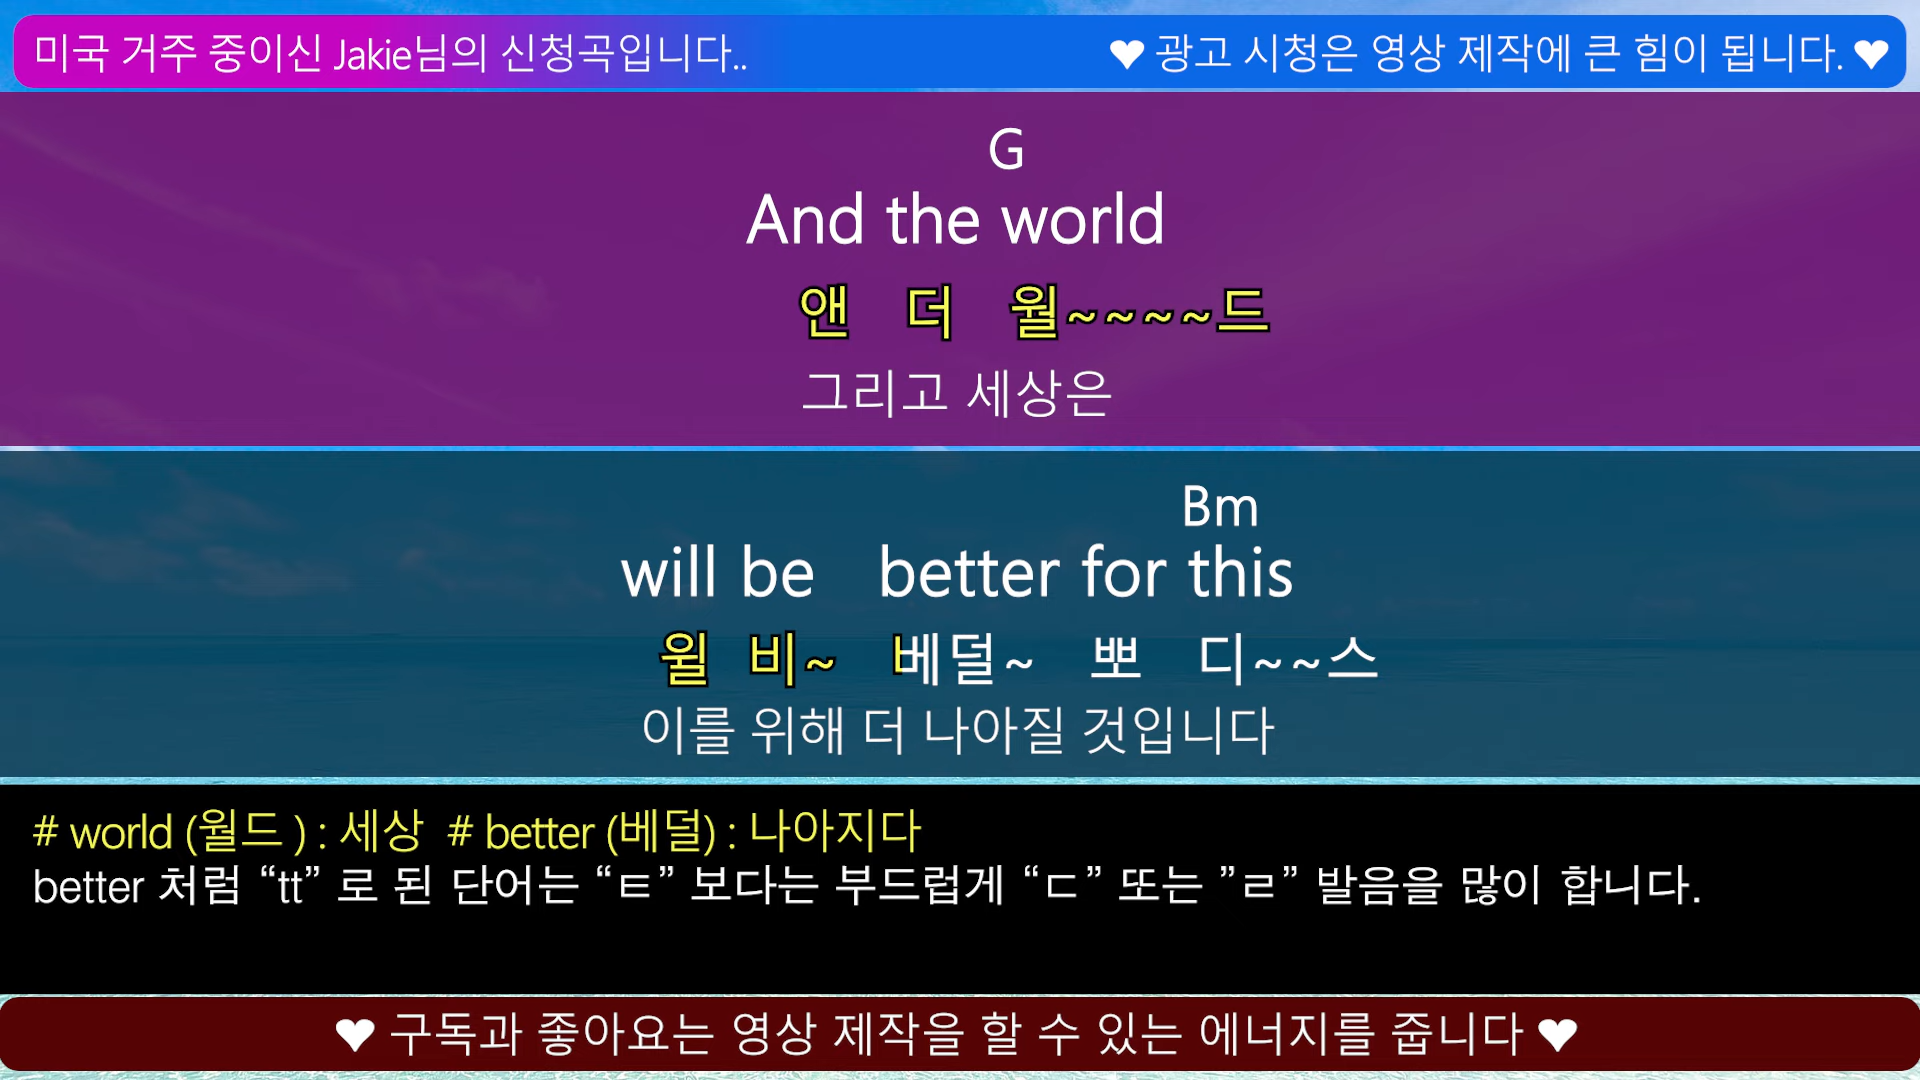 미국 거주 중이신 Jakie님의 신청곡입니다..
♥ 광고 시청은 영상 제작에 큰 힘이 됩니다. ♥
G
And the world
앤 더 월~~~~드
그리고 세상은
Bm
will be better for this
윌 비~ 베덜~ 뽀 디~~스
이를 위해 더 나아질 것입니다
# world (월드 ) : 세상 # better (베덜) : 나아지다
better 처럼 “tt” 로 된 단어는 “ㅌ” 보다는 부드럽게 “ㄷ” 또는 ”ㄹ” 발음을 많이 합니다.
♥ 구독과 좋아요는 영상 제작을 할 수 있는 에너지를 줍니다 ♥